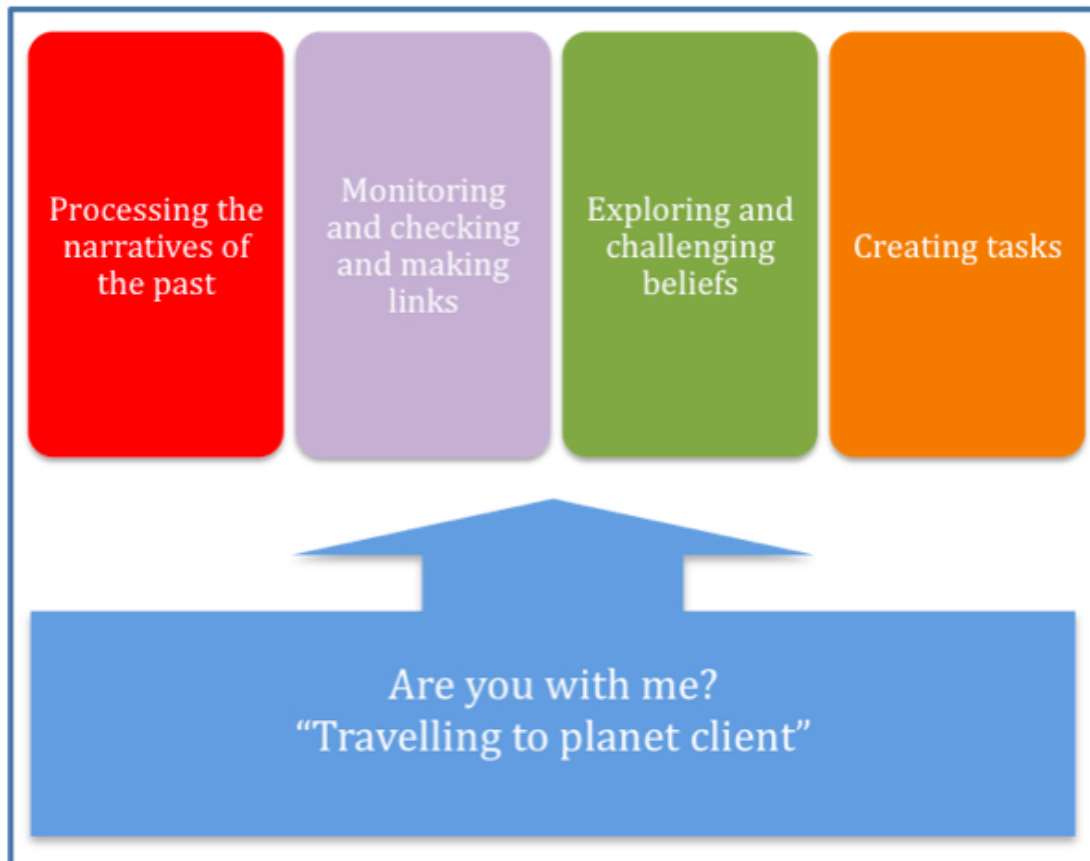 Processing the
narratives of
the past
Monitoring
and checking
and making
links
Exploring and
challenging
beliefs
Creating tasks
Are you with me?
“Travelling to planet client”